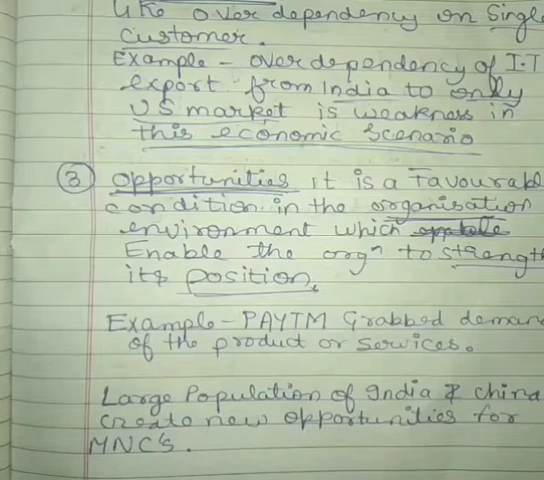 like over dependency on Single
customer.
Example - over dependency of I.T
export from India to only
US market is weakness in
this economic Scenario
③ Opportunities it is a Favourabl
condition in the organisation
environment which
Enable the orgn to strength
its position.
Example - PAYTM Grabbed deman
of the product or services.
Large Population of India & china
create new opportunities for
MNCS.